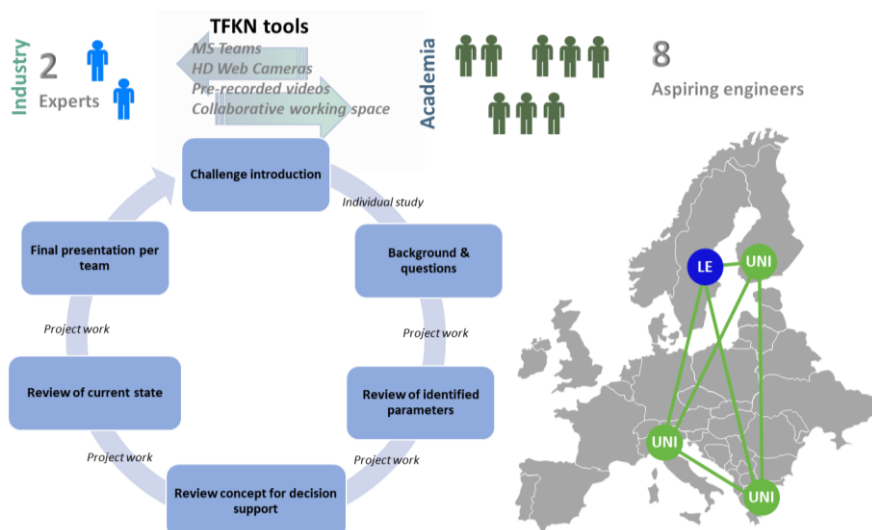 TFKN tools
Industry
2
Experts
MS Teams
HD Web Cameras
Pre-recorded videos
Collaborative working space
Academia
8
Aspiring engineers
Challenge introduction
Individual study
Background &
questions
Project work
Review of identified
parameters
Project work
Review concept for decision
support
Project work
Review of current state
Project work
Final presentation per
team
LE
UNI
UNI
UNI